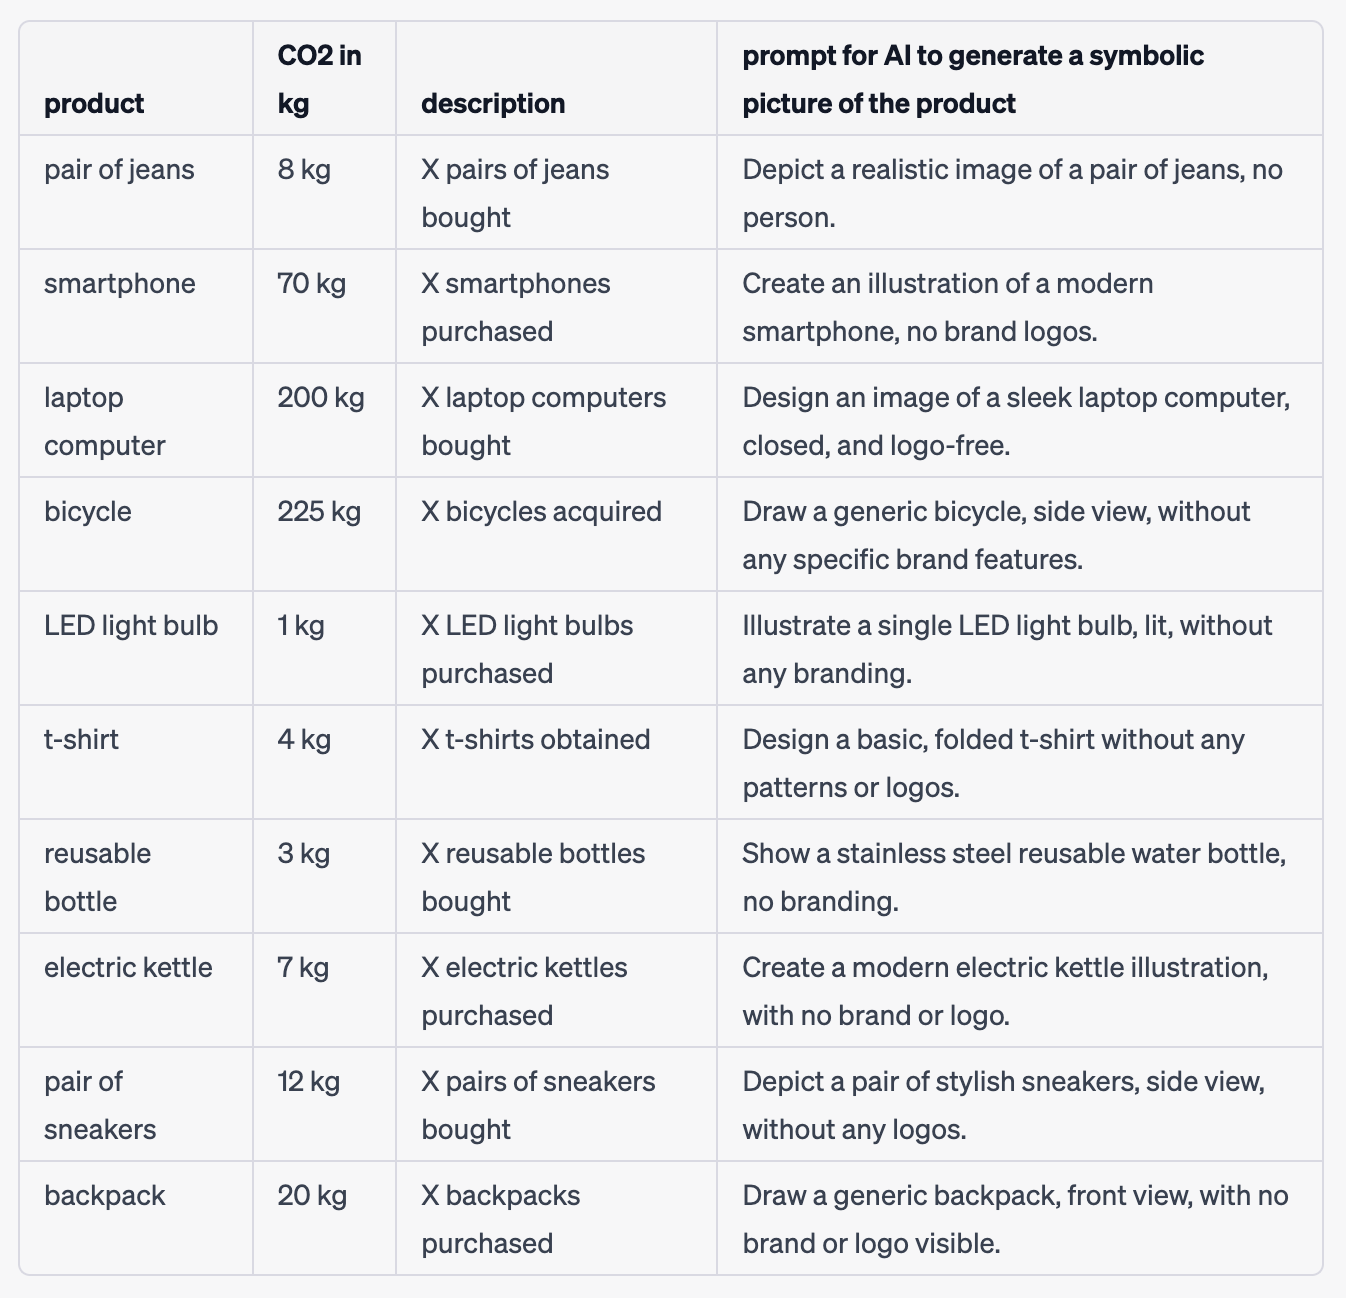 product | CO2 in kg | description | prompt for AI to generate a symbolic picture of the product
pair of jeans | 8 kg | X pairs of jeans bought | Depict a realistic image of a pair of jeans, no person.
smartphone | 70 kg | X smartphones purchased | Create an illustration of a modern smartphone, no brand logos.
laptop computer | 200 kg | X laptop computers bought | Design an image of a sleek laptop computer, closed, and logo-free.
bicycle | 225 kg | X bicycles acquired | Draw a generic bicycle, side view, without any specific brand features.
LED light bulb | 1 kg | X LED light bulbs purchased | Illustrate a single LED light bulb, lit, without any branding.
t-shirt | 4 kg | X t-shirts obtained | Design a basic, folded t-shirt without any patterns or logos.
reusable bottle | 3 kg | X reusable bottles bought | Show a stainless steel reusable water bottle, no branding.
electric kettle | 7 kg | X electric kettles purchased | Create a modern electric kettle illustration, with no brand or logo.
pair of sneakers | 12 kg | X pairs of sneakers bought | Depict a pair of stylish sneakers, side view, without any logos.
backpack | 20 kg | X backpacks purchased | Draw a generic backpack, front view, with no brand or logo visible.